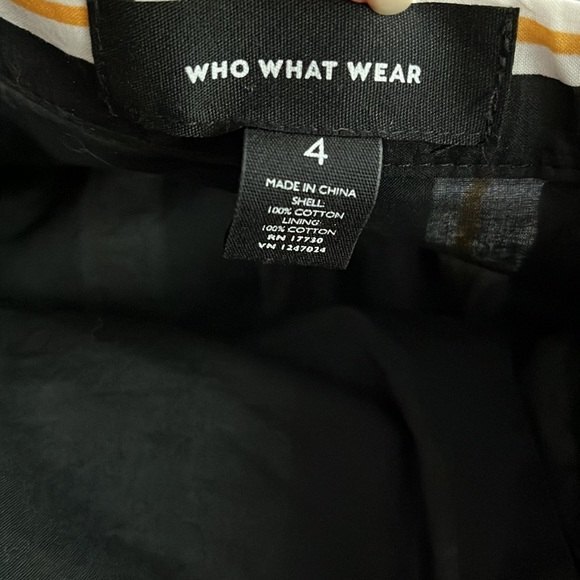 WHO WHAT WEAR
4
MADE IN CHINA
SHELL:
100% COTTON
LINING:
100% COTTON
RN 17730
VN 1247024